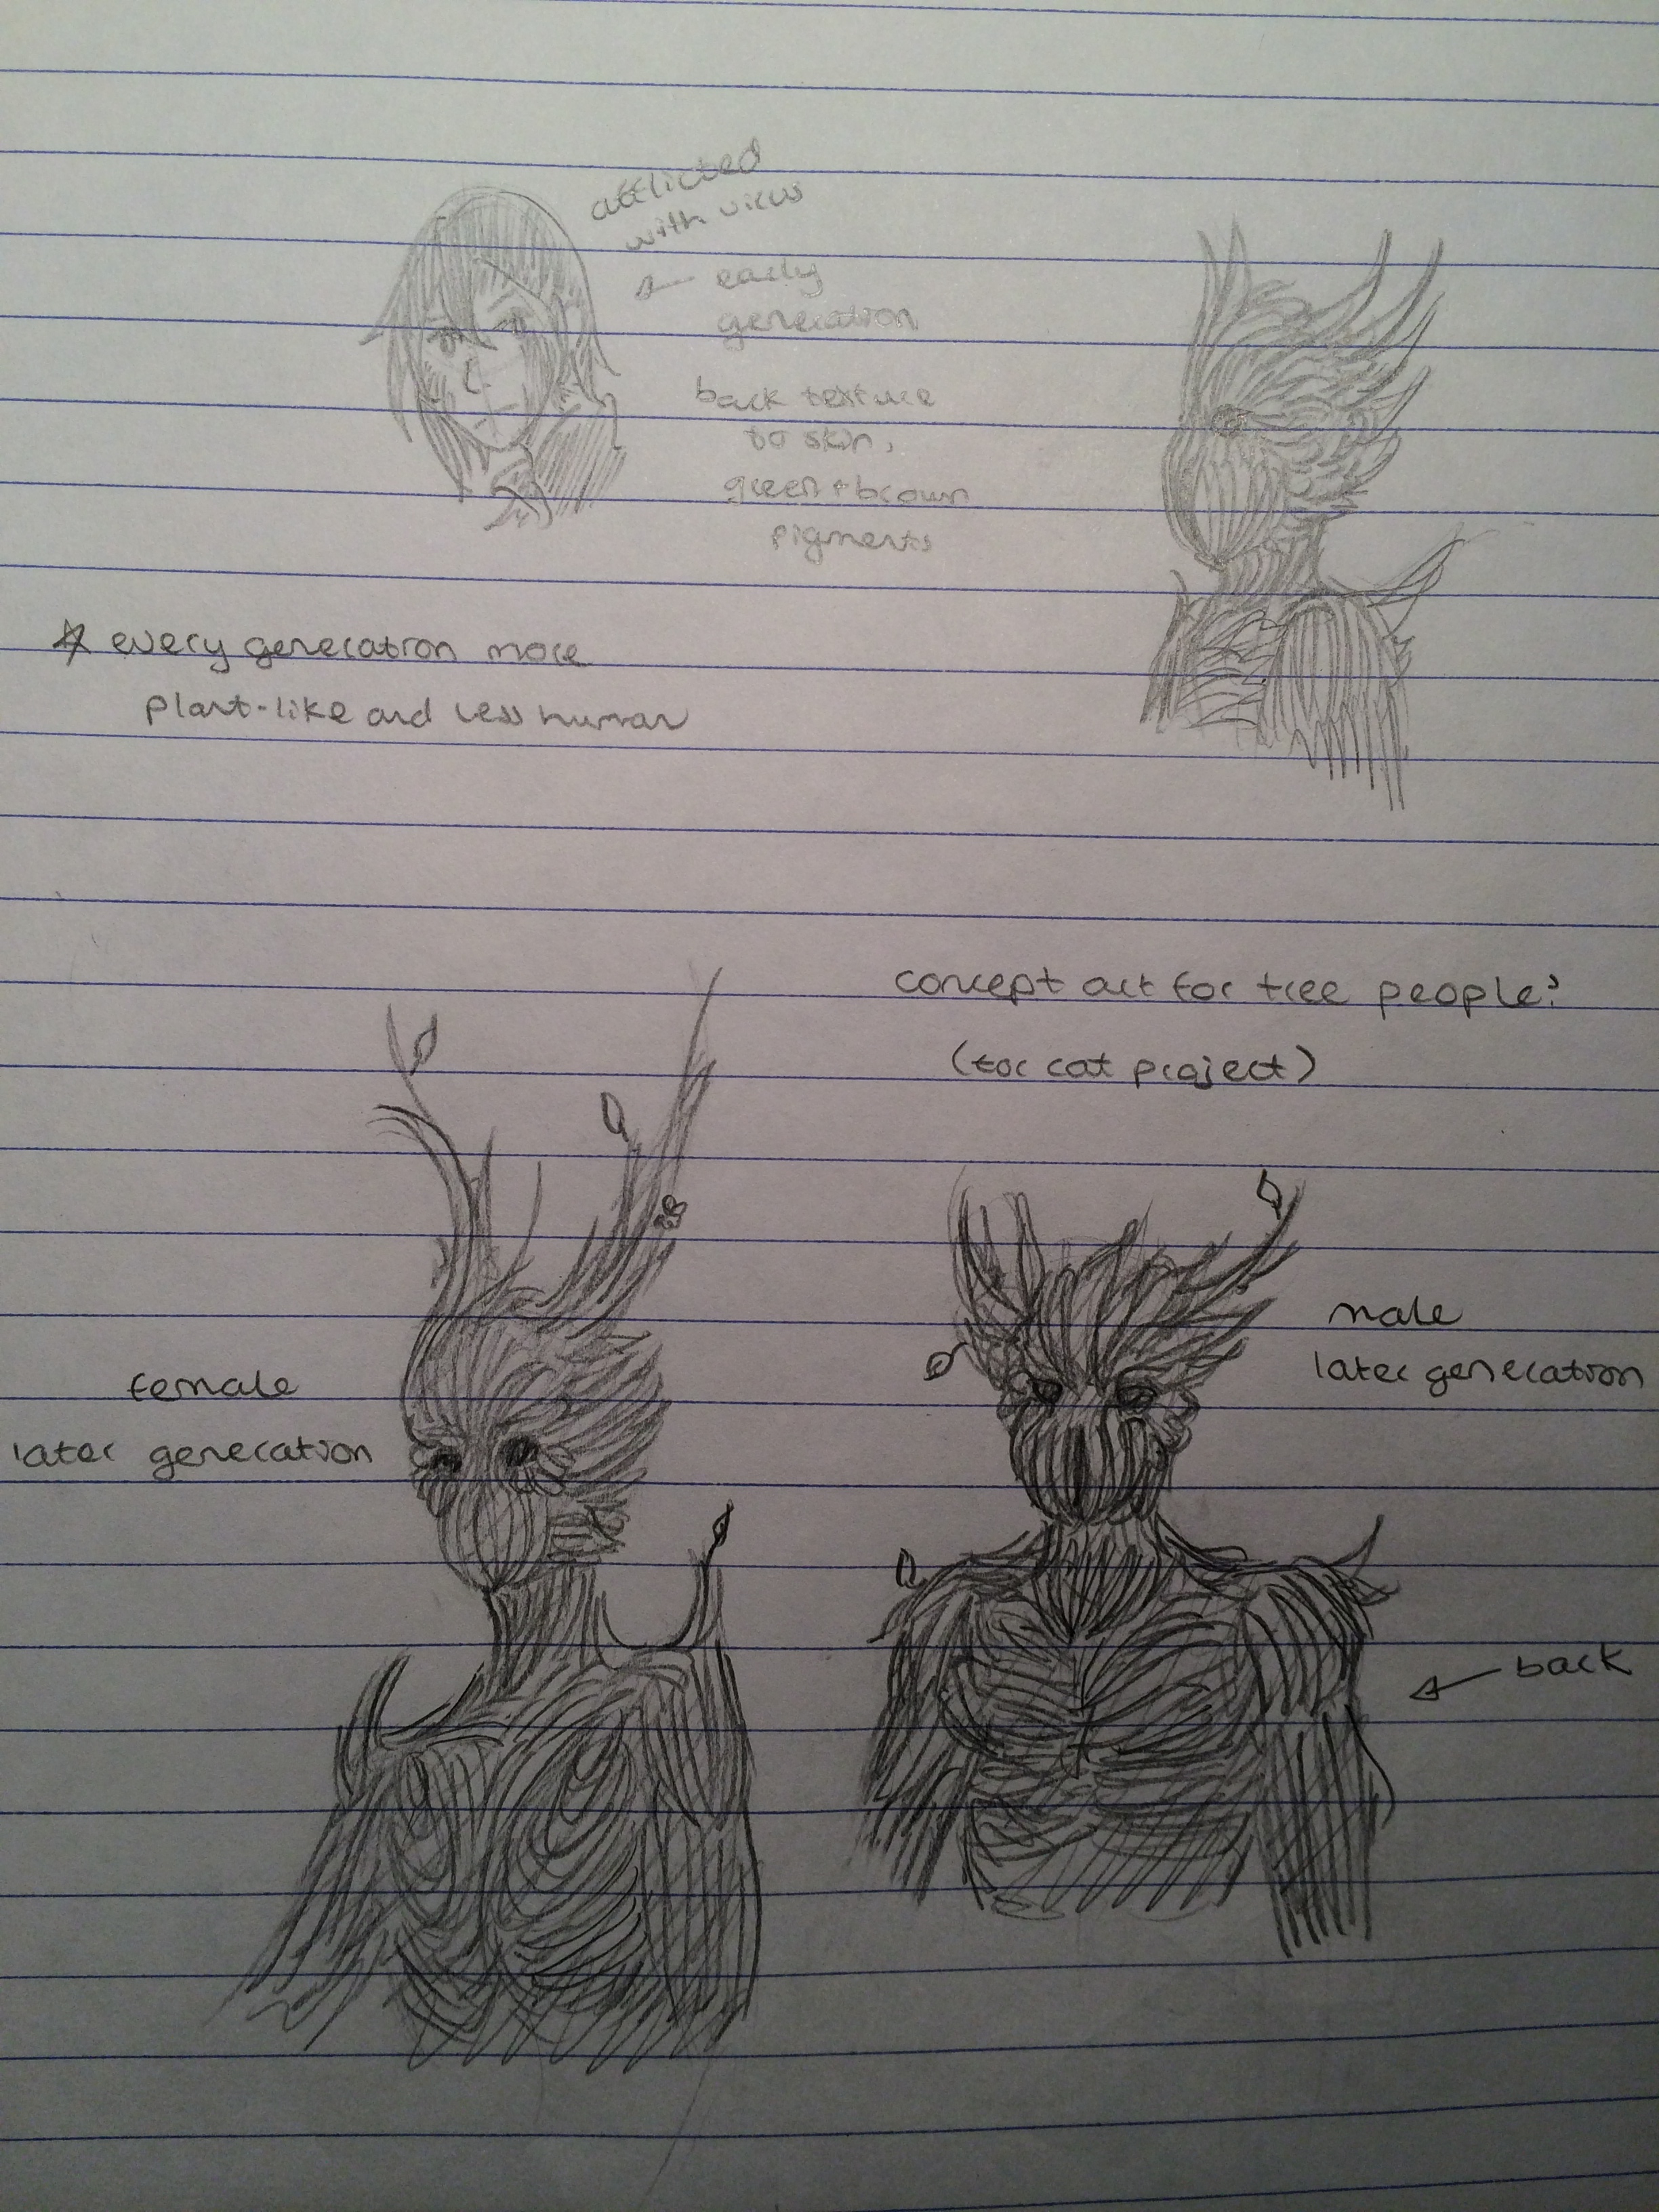 afflicted
with virus
← early
generation
bark texture
to skin,
green + brown
pigments
☆ every generation more
plant-like and less human
concept art for tree people?
(for cat project)
male
later generation
female
later generation
← bark